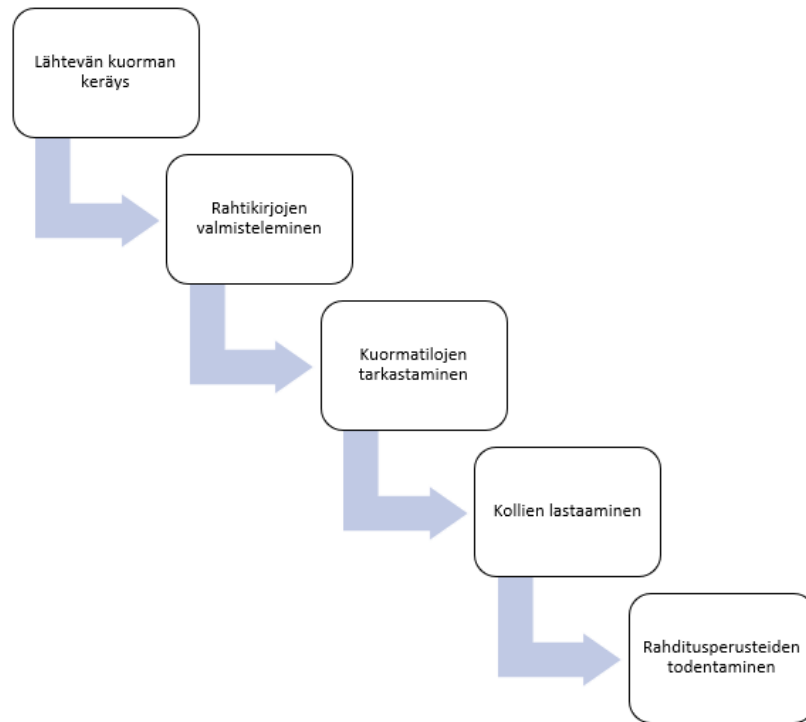 Lähtevän kuorman
keräys
Rahtikirjojen
valmisteleminen
Kuormatilojen
tarkastaminen
Kollien lastaaminen
Rahditusperusteiden
todentaminen